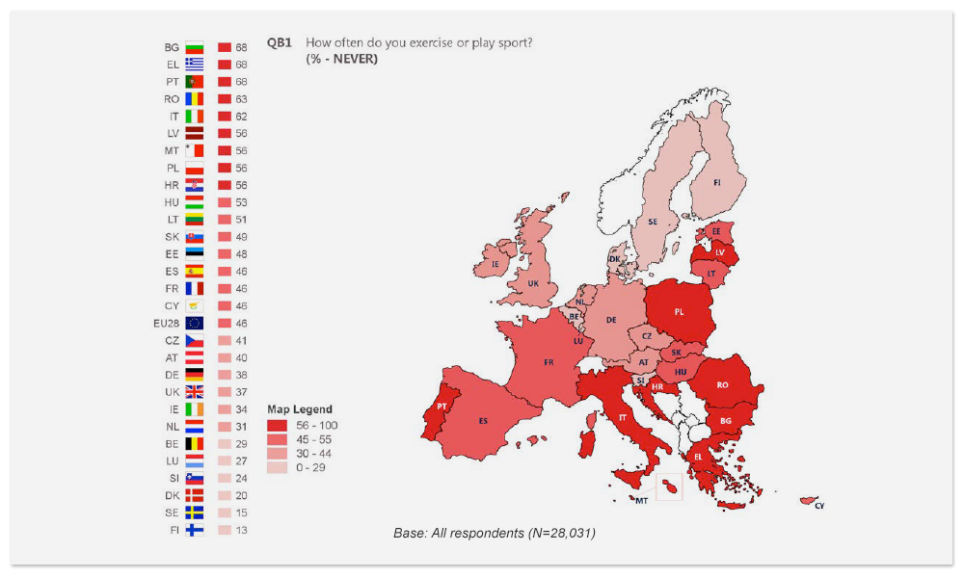 QB1 How often do you exercise or play sport?
(% - NEVER)
BG 68
EL 68
PT 68
RO 63
IT 62
LV 56
MT 56
PL 56
HR 56
HU 53
LT 51
SK 49
EE 48
ES 46
FR 46
CY 46
EU28 46
CZ 41
AT 40
DE 38
UK 37
IE 34
NL 31
BE 29
LU 27
SI 24
DK 20
SE 15
FI 13
Map Legend
56 - 100
45 - 55
30 - 44
0 - 29
FI
SE
EE
LV
LT
DK
IE
UK
NL
BE
DE
PL
LU
CZ
SK
AT
HU
FR
SI
HR
RO
PT
ES
IT
BG
EL
MT
CY
Base: All respondents (N=28,031)